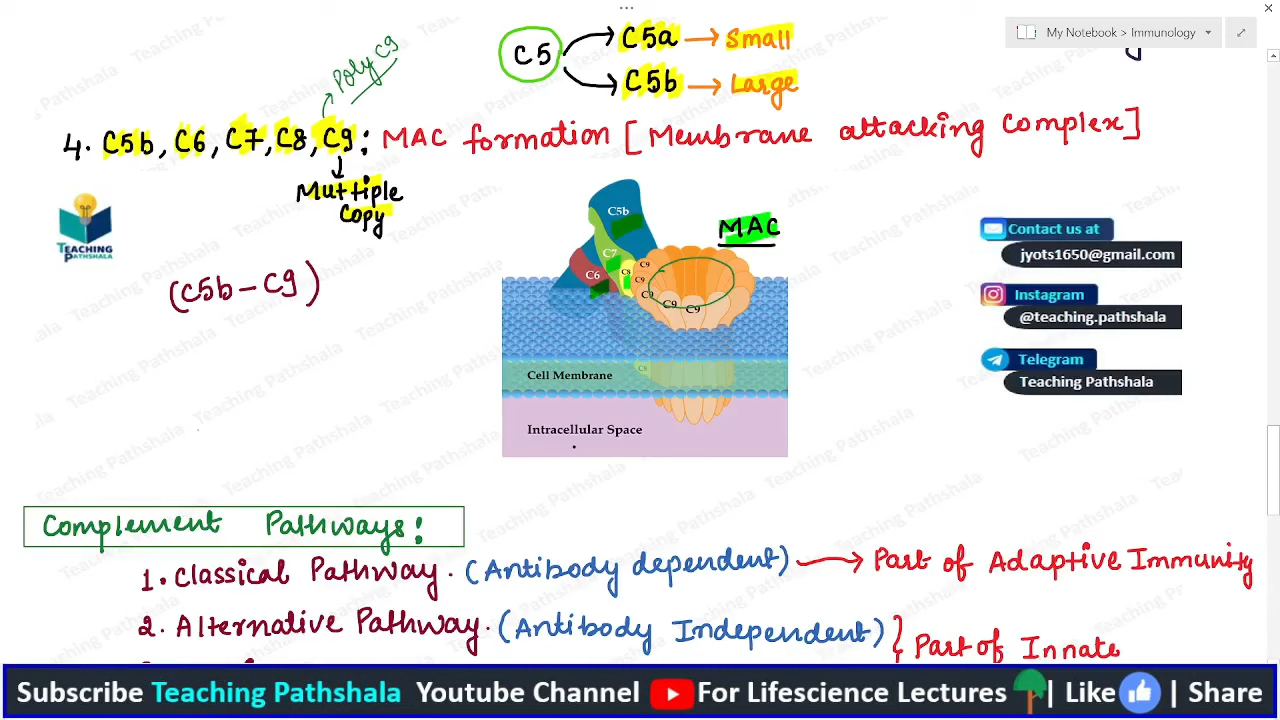 My Notebook > Immunology
C5
C5a → Small
C5b → Large
Poly C9
4. C5b, C6, C7, C8, C9 : MAC formation [Membrane attacking Complex]
Multiple
Copy
TEACHING
PATHSHALA
(C5b - C9)
MAC
C5b
C7
C6
C8
C9
C9
C9
C9
C9
C9
Cell Membrane
Intracellular Space
Contact us at
jyots1650@gmail.com
Instagram
@teaching.pathshala
Telegram
Teaching Pathshala
Complement Pathways:
1. Classical Pathway. (Antibody dependent) → Part of Adaptive Immunity
2. Alternative Pathway. (Antibody Independent) } Part of Innate
Subscribe Teaching Pathshala Youtube Channel For Lifescience Lectures | Like | Share